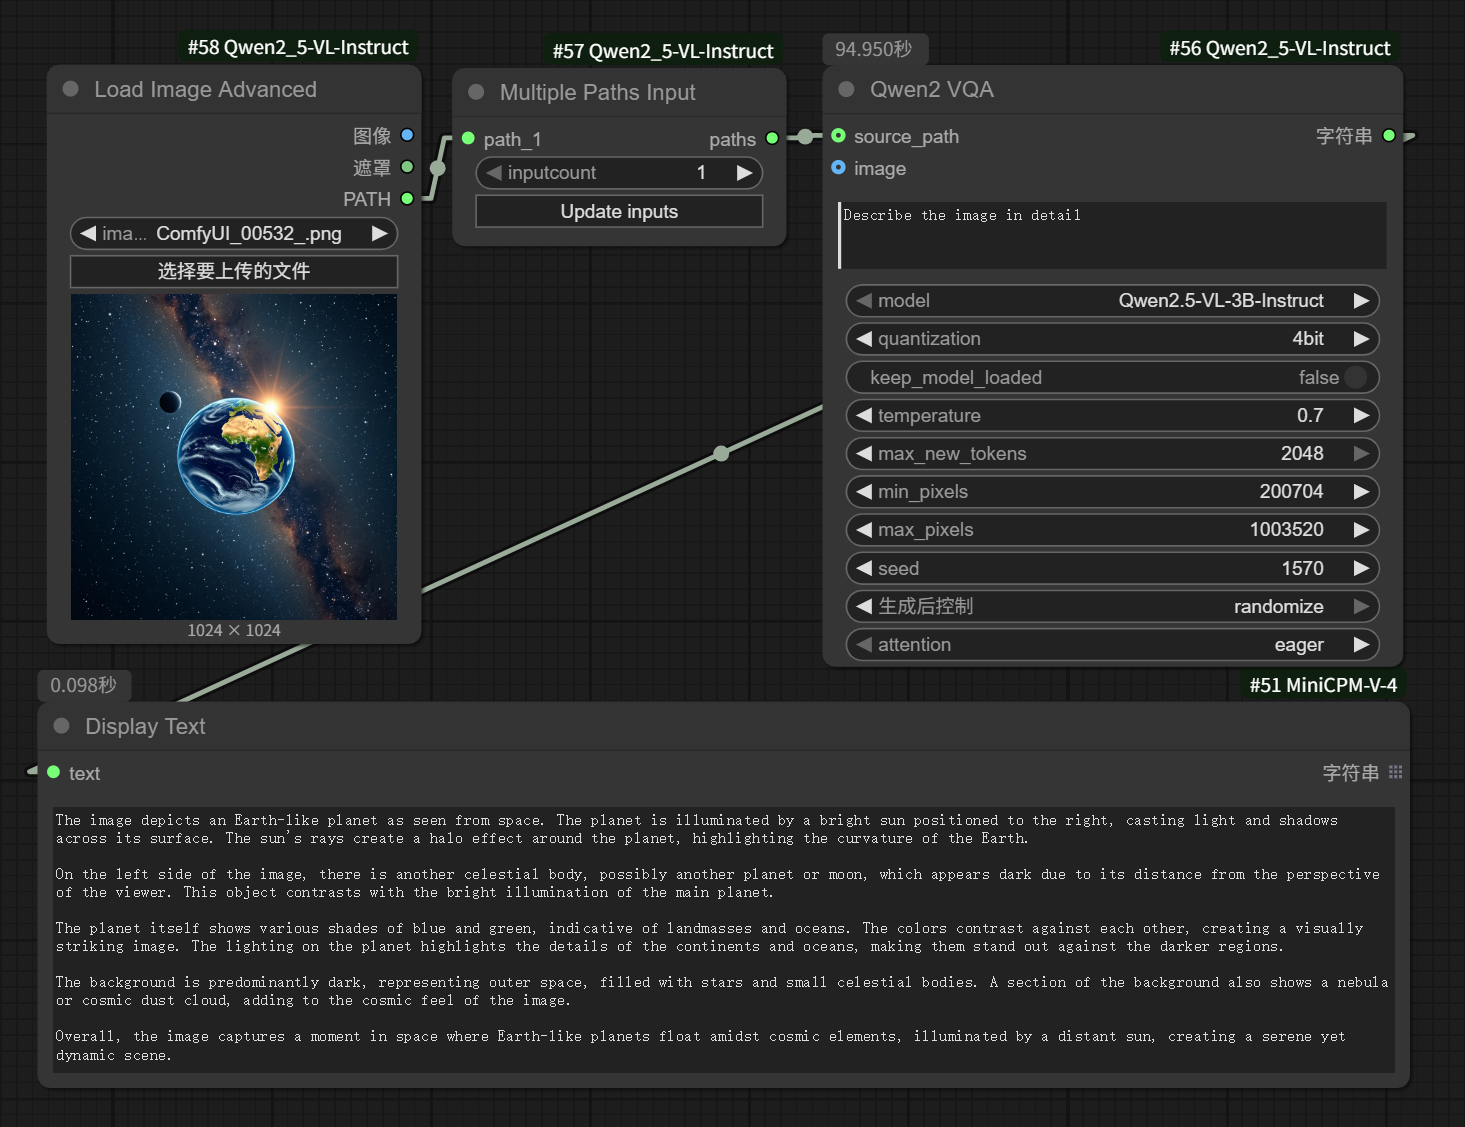 #58 Qwen2_5-VL-Instruct
Load Image Advanced
图像
遮罩
PATH
ima... ComfyUI_00532_.png
选择要上传的文件
1024 × 1024
#57 Qwen2_5-VL-Instruct
Multiple Paths Input
path_1 paths
inputcount 1
Update inputs
94.950秒
#56 Qwen2_5-VL-Instruct
Qwen2 VQA
source_path 字符串
image
Describe the image in detail
model Qwen2.5-VL-3B-Instruct
quantization 4bit
keep_model_loaded false
temperature 0.7
max_new_tokens 2048
min_pixels 200704
max_pixels 1003520
seed 1570
生成后控制 randomize
attention eager
0.098秒
#51 MiniCPM-V-4
Display Text
text 字符串
The image depicts an Earth-like planet as seen from space. The planet is illuminated by a bright sun positioned to the right, casting light and shadows
across its surface. The sun's rays create a halo effect around the planet, highlighting the curvature of the Earth.
On the left side of the image, there is another celestial body, possibly another planet or moon, which appears dark due to its distance from the perspective
of the viewer. This object contrasts with the bright illumination of the main planet.
The planet itself shows various shades of blue and green, indicative of landmasses and oceans. The colors contrast against each other, creating a visually
striking image. The lighting on the planet highlights the details of the continents and oceans, making them stand out against the darker regions.
The background is predominantly dark, representing outer space, filled with stars and small celestial bodies. A section of the background also shows a nebula
or cosmic dust cloud, adding to the cosmic feel of the image.
Overall, the image captures a moment in space where Earth-like planets float amidst cosmic elements, illuminated by a distant sun, creating a serene yet
dynamic scene.